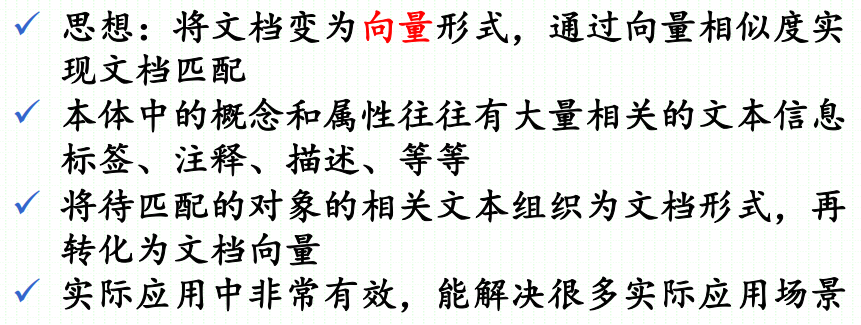 ✓ 思想：将文档变为向量形式，通过向量相似度实
现文档匹配
✓ 本体中的概念和属性往往有大量相关的文本信息
标签、注释、描述、等等
✓ 将待匹配的对象的相关文本组织为文档形式，再
转化为文档向量
✓ 实际应用中非常有效，能解决很多实际应用场景